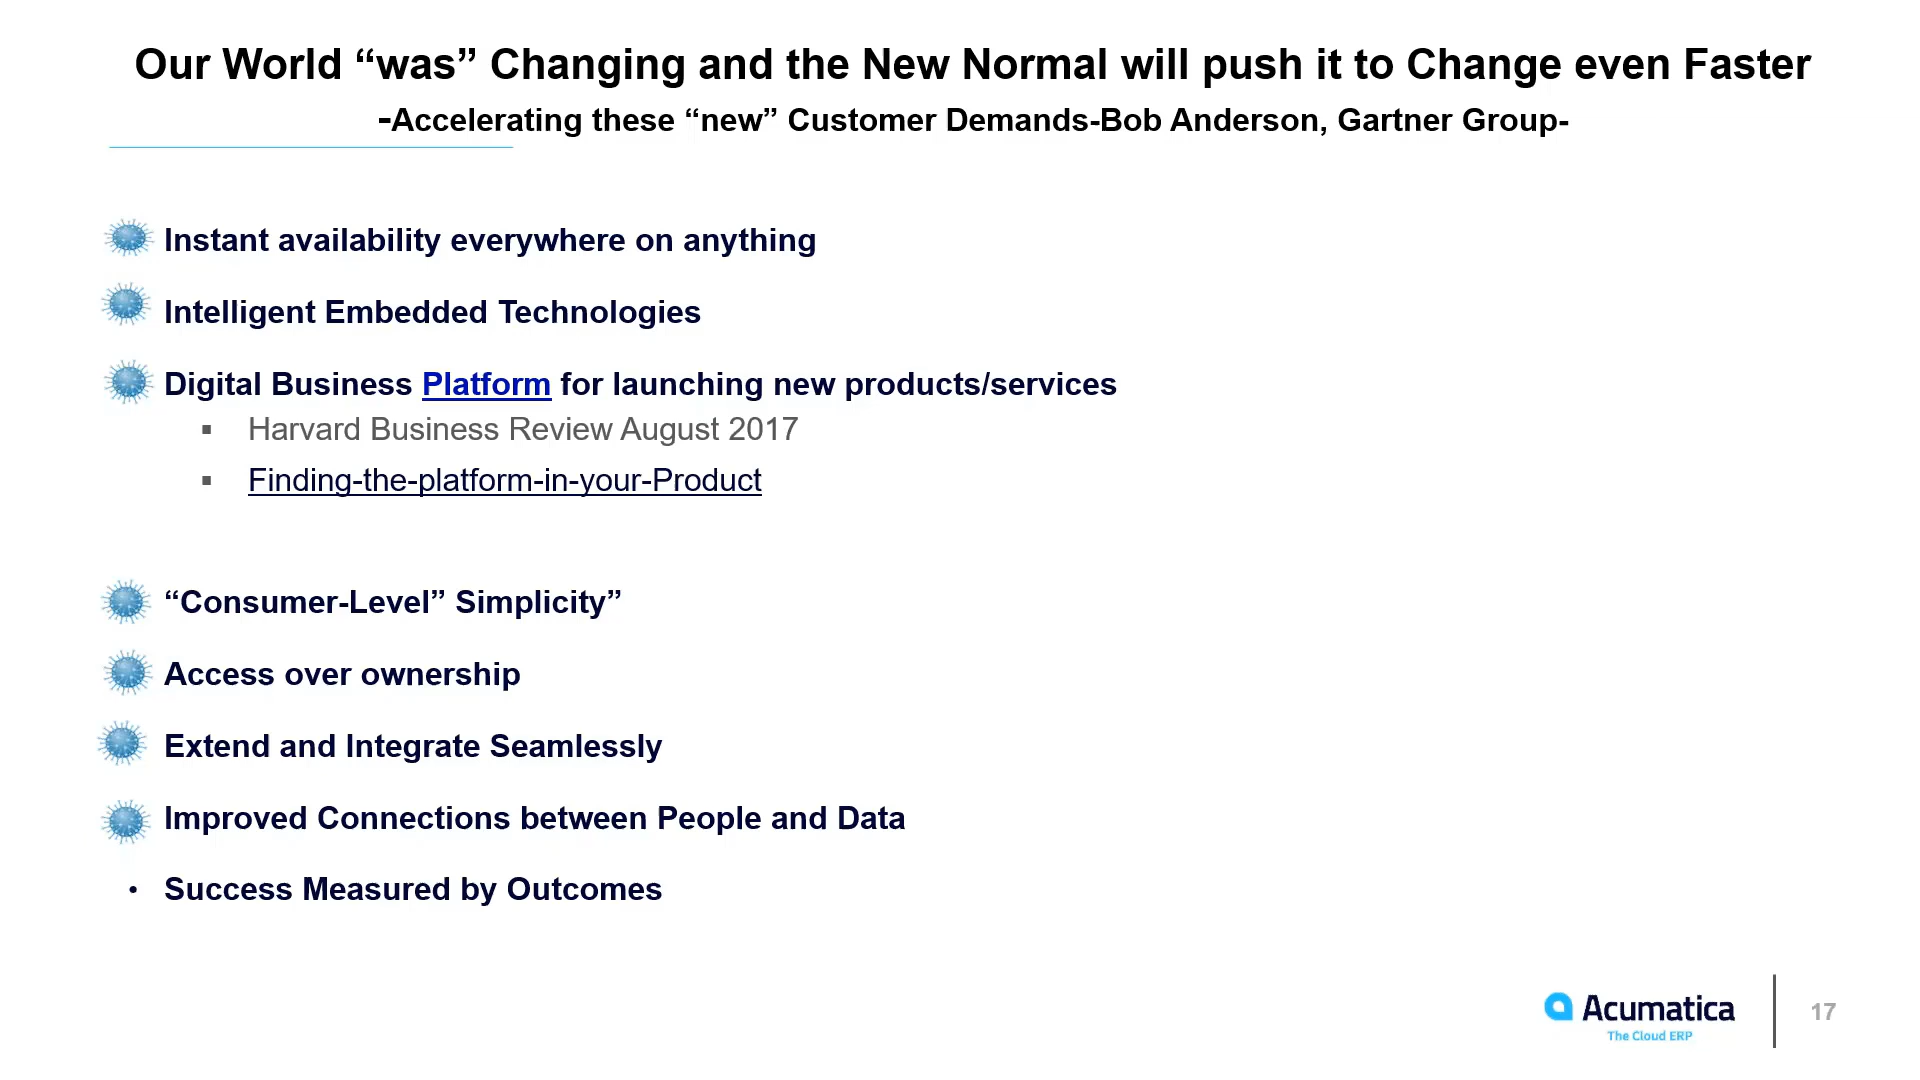 Our World “was” Changing and the New Normal will push it to Change even Faster
-Accelerating these “new” Customer Demands-Bob Anderson, Gartner Group-
Instant availability everywhere on anything
Intelligent Embedded Technologies
Digital Business Platform for launching new products/services
▪ Harvard Business Review August 2017
▪ Finding-the-platform-in-your-Product
“Consumer-Level” Simplicity”
Access over ownership
Extend and Integrate Seamlessly
Improved Connections between People and Data
• Success Measured by Outcomes
Acumatica
The Cloud ERP
17